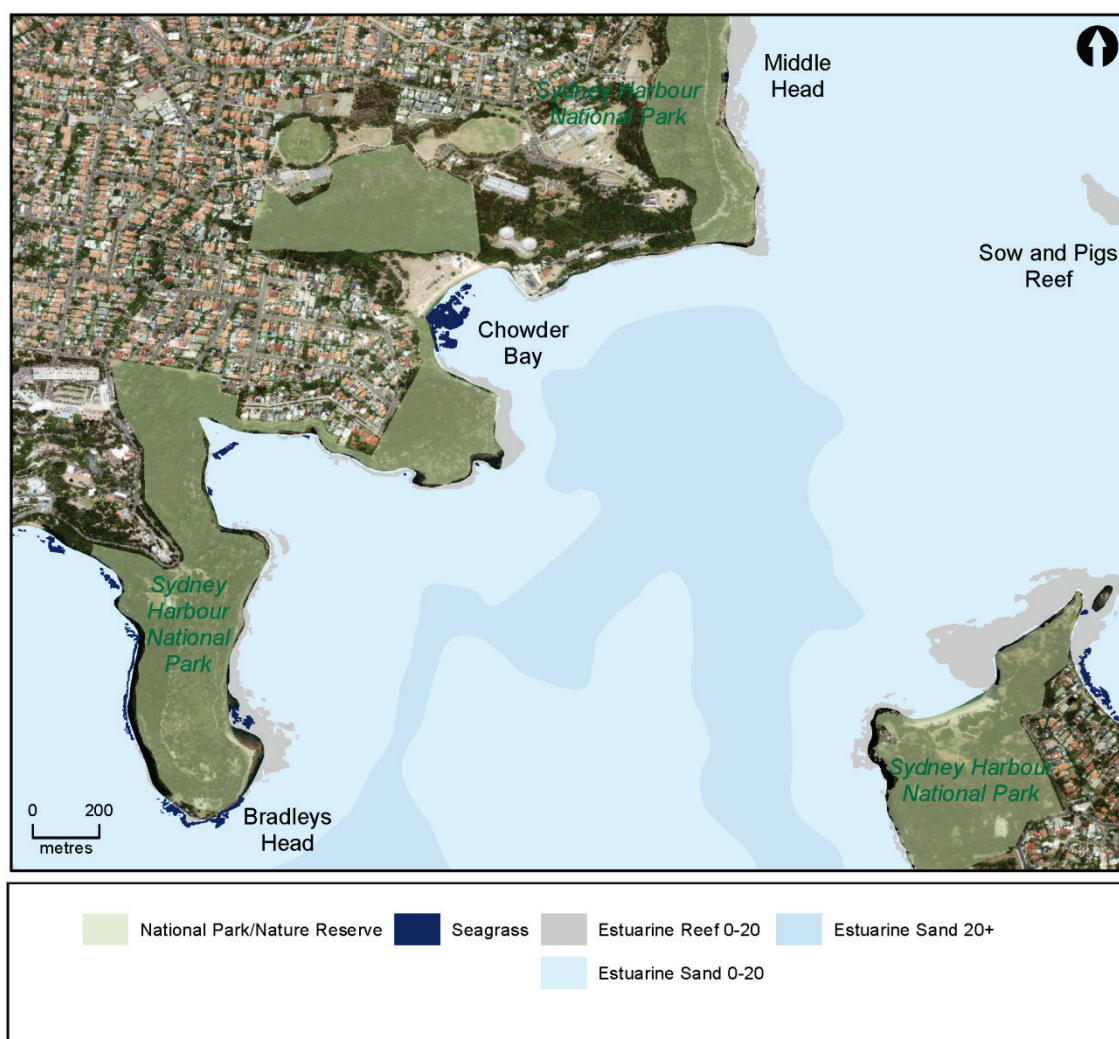 Middle
Head
Sydney Harbour
National Park
Sow and Pigs
Reef
Chowder
Bay
Sydney
Harbour
National
Park
Sydney Harbour
National Park
0 200
metres
Bradleys
Head
National Park/Nature Reserve
Seagrass
Estuarine Reef 0-20
Estuarine Sand 20+
Estuarine Sand 0-20